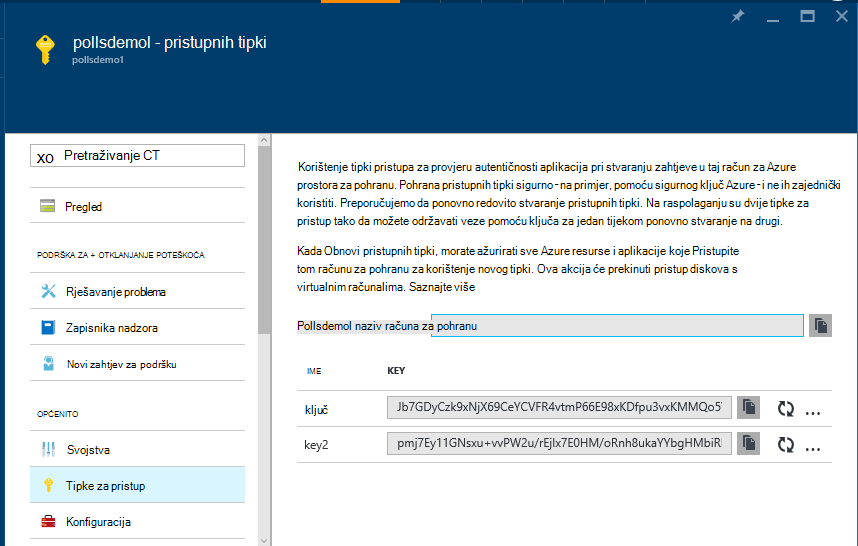 pollsdemol - pristupnih tipki
pollsdemo1
XO Pretraživanje CT
Pregled
PODRŠKA ZA + OTKLANJANJE POTEŠKOĆA
Rješavanje problema
Zapisnika nadzora
Novi zahtjev za podršku
OPĆENITO
Svojstva
Tipke za pristup
Konfiguracija
Korištenje tipki pristupa za provjeru autentičnosti aplikacija pri stvaranju zahtjeve u taj račun za Azure
prostora za pohranu. Pohrana pristupnih tipki sigurno - na primjer, pomoću sigurnog ključ Azure - i ne ih zajednički
koristiti. Preporučujemo da ponovno redovito stvaranje pristupnih tipki. Na raspolaganju su dvije tipke za
pristup tako da možete održavati veze pomoću ključa za jedan tijekom ponovno stvaranje na drugi.
Kada Obnovi pristupnih tipki, morate ažurirati sve Azure resurse i aplikacije koje Pristupite
tom računu za pohranu za korištenje novog tipki. Ova akcija će prekinuti pristup diskova s
virtualnim računalima. Saznajte više
Pollsdemol naziv računa za pohranu
IME KEY
ključ Jb7GDyCzk9xNjX69CeYCVFR4vtmP66E98xKDfpu3vxKMMQo5 ...
key2 pmj7Ey11GNsxu+vvPW2u/rEjIx7E0HM/oRnh8ukaYYbgHMbiR ...